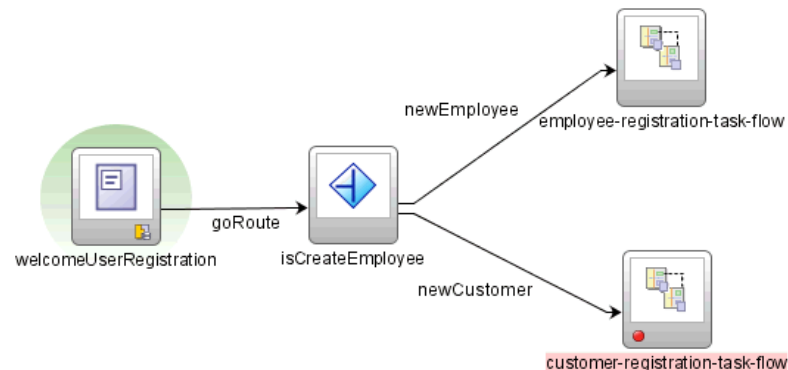 newEmployee
employee-registration-task-flow
goRoute
welcomeUserRegistration
isCreateEmployee
newCustomer
customer-registration-task-flow